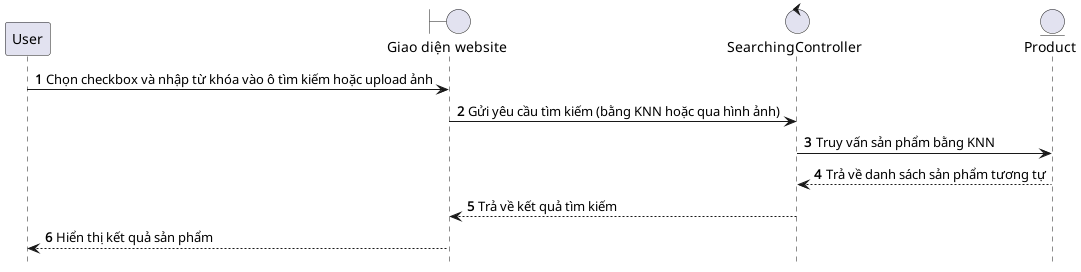 User
Giao diện website
SearchingController
Product
1 Chọn checkbox và nhập từ khóa vào ô tìm kiếm hoặc upload ảnh
2 Gửi yêu cầu tìm kiếm (bằng KNN hoặc qua hình ảnh)
3 Truy vấn sản phẩm bằng KNN
4 Trả về danh sách sản phẩm tương tự
5 Trả về kết quả tìm kiếm
6 Hiển thị kết quả sản phẩm